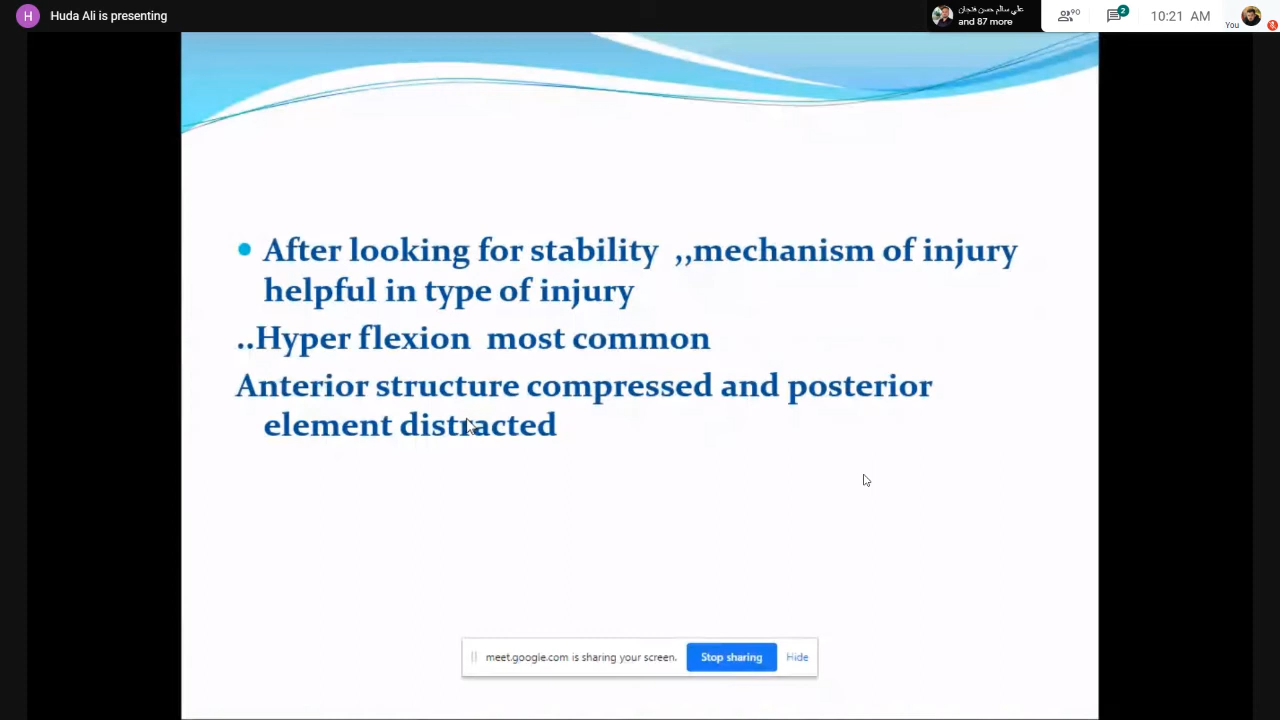 H Huda Ali is presenting
علي سالم حسن فنجان
and 87 more
90
2
10:21 AM
You
After looking for stability ,,mechanism of injury
helpful in type of injury
..Hyper flexion most common
Anterior structure compressed and posterior
element distracted
meet.google.com is sharing your screen. Stop sharing Hide